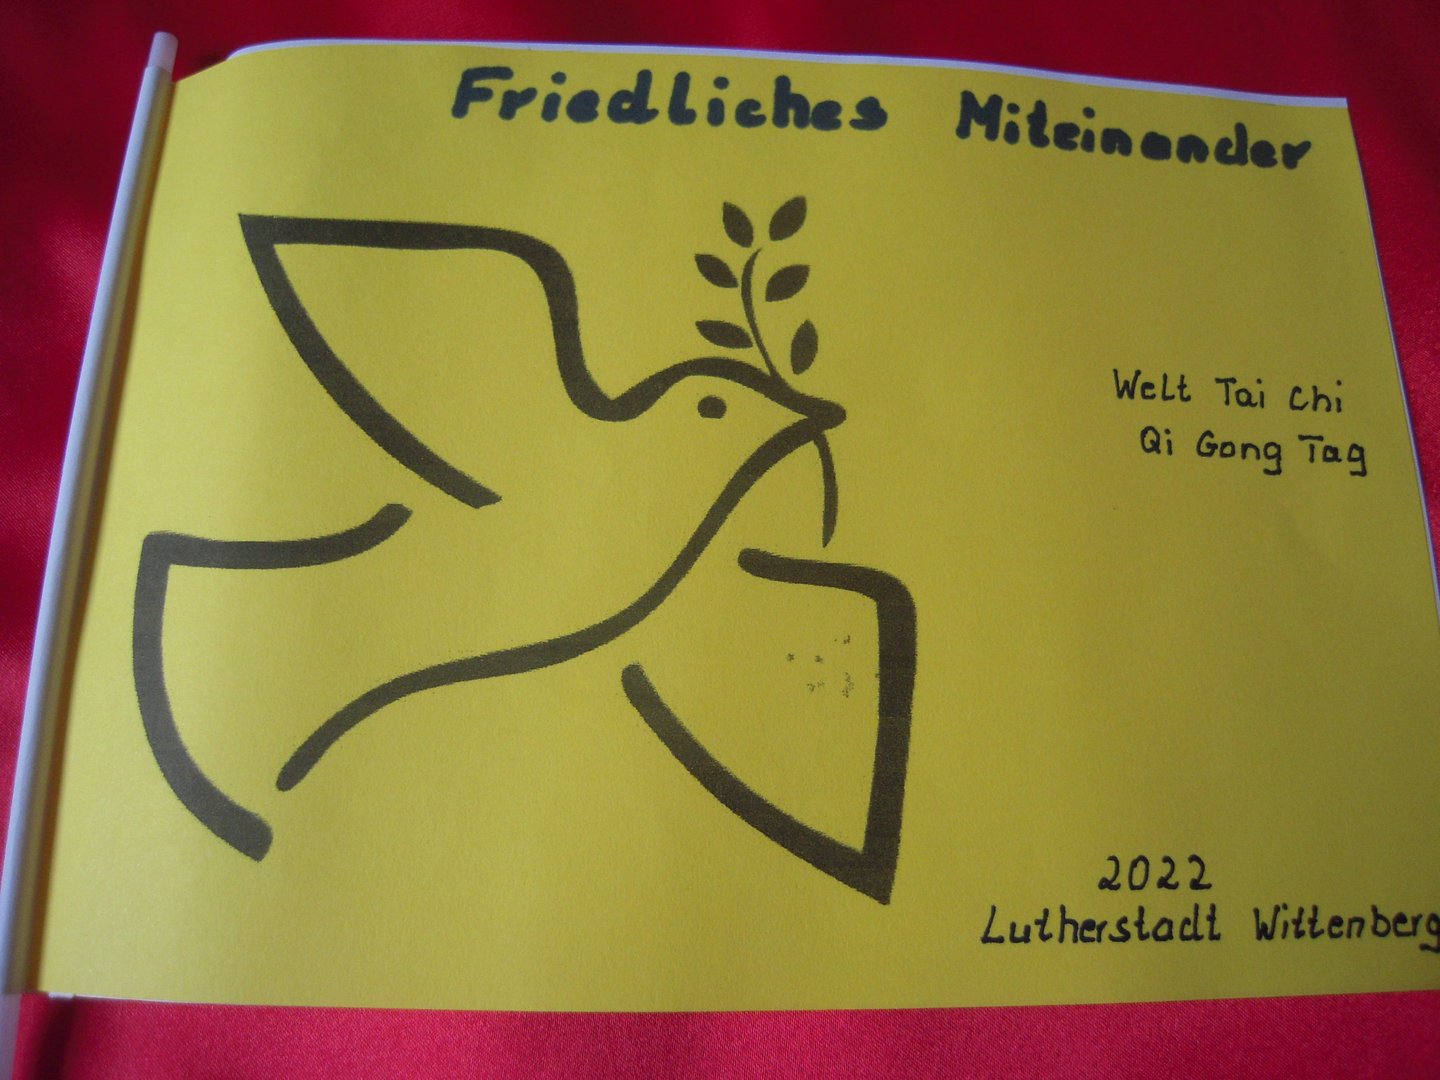 Friedliches Miteinander
Welt Tai Chi
Qi Gong Tag
2022
Lutherstadt Wittenberg